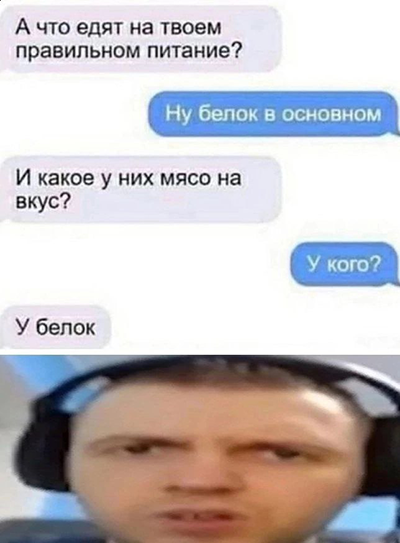 А что едят на твоем
правильном питание?
Ну белок в основном
И какое у них мясо на
вкус?
У кого?
У белок